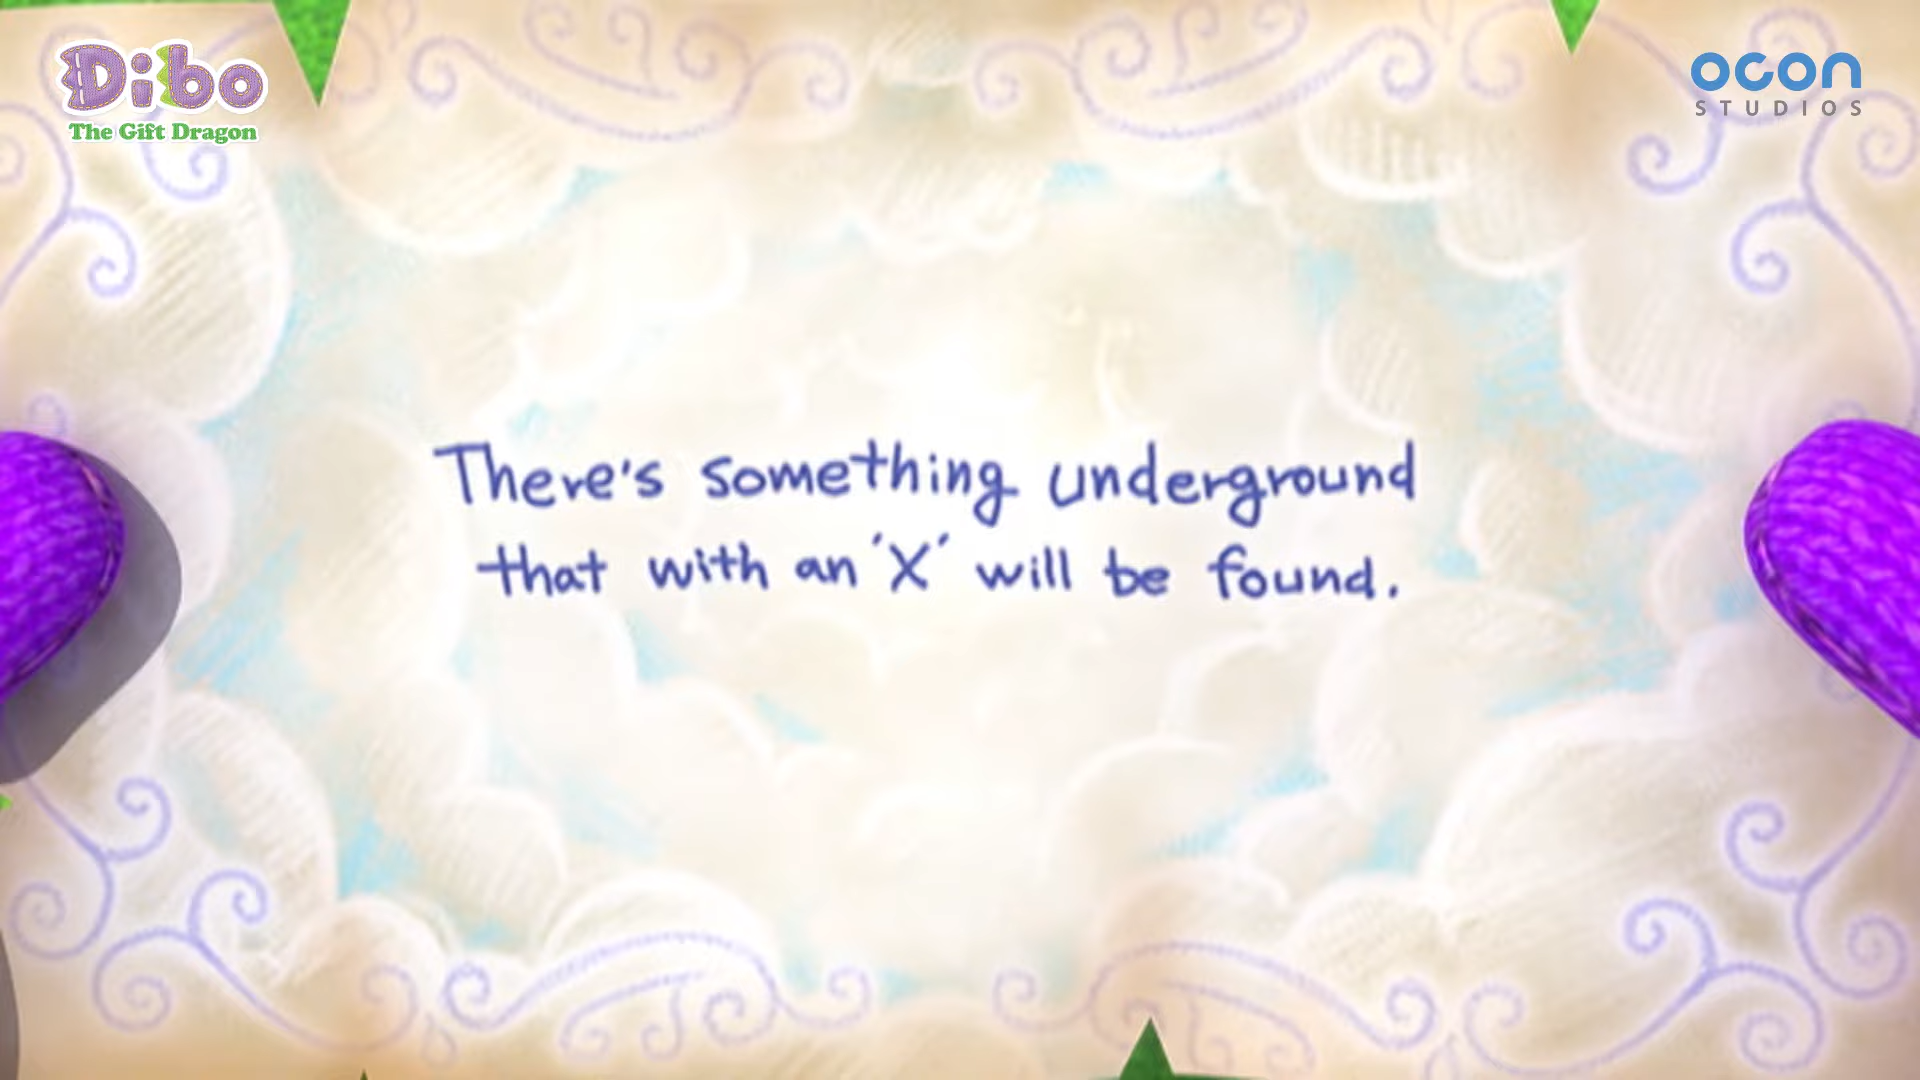 Dibo
The Gift Dragon
ocon
STUDIOS
There's something underground
that with an 'X' will be found.